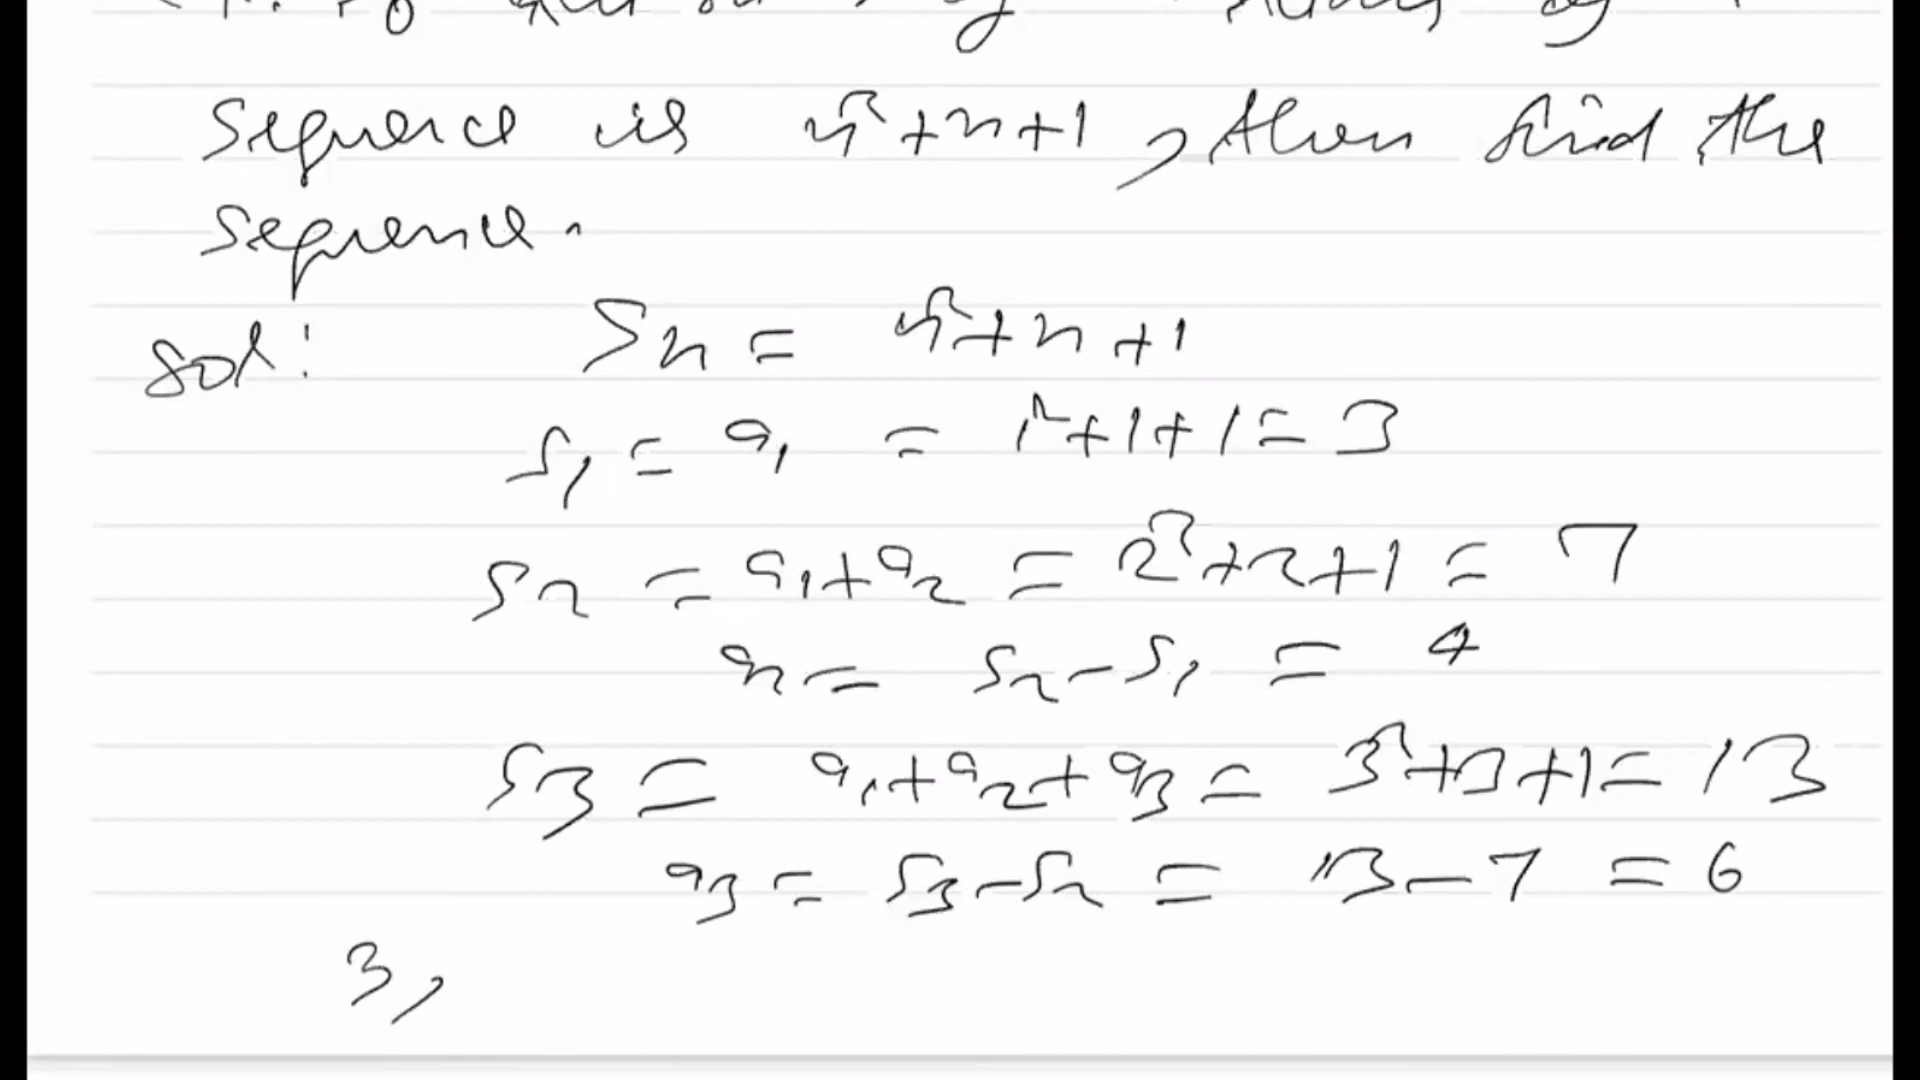 sequence is n²+n+1, then find the
sequence.
Sol: Sn = n²+n+1
S1 = a1 = 1²+1+1 = 3
S2 = a1+a2 = 2²+2+1 = 7
a2 = S2-S1 = 4
S3 = a1+a2+a3 = 3²+3+1 = 13
a3 = S3-S2 = 13-7 = 6
3,